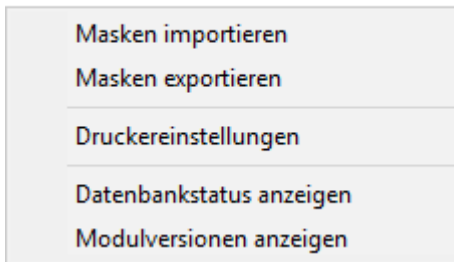 Masken importieren
Masken exportieren
Druckereinstellungen
Datenbankstatus anzeigen
Modulversionen anzeigen